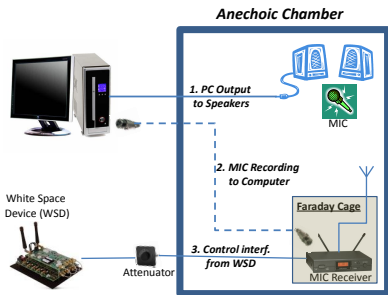 Anechoic Chamber
1. PC Output
to Speakers
MIC
2. MIC Recording
to Computer
White Space
Device (WSD)
Faraday Cage
3. Control interf.
from WSD
Attenuator
MIC Receiver